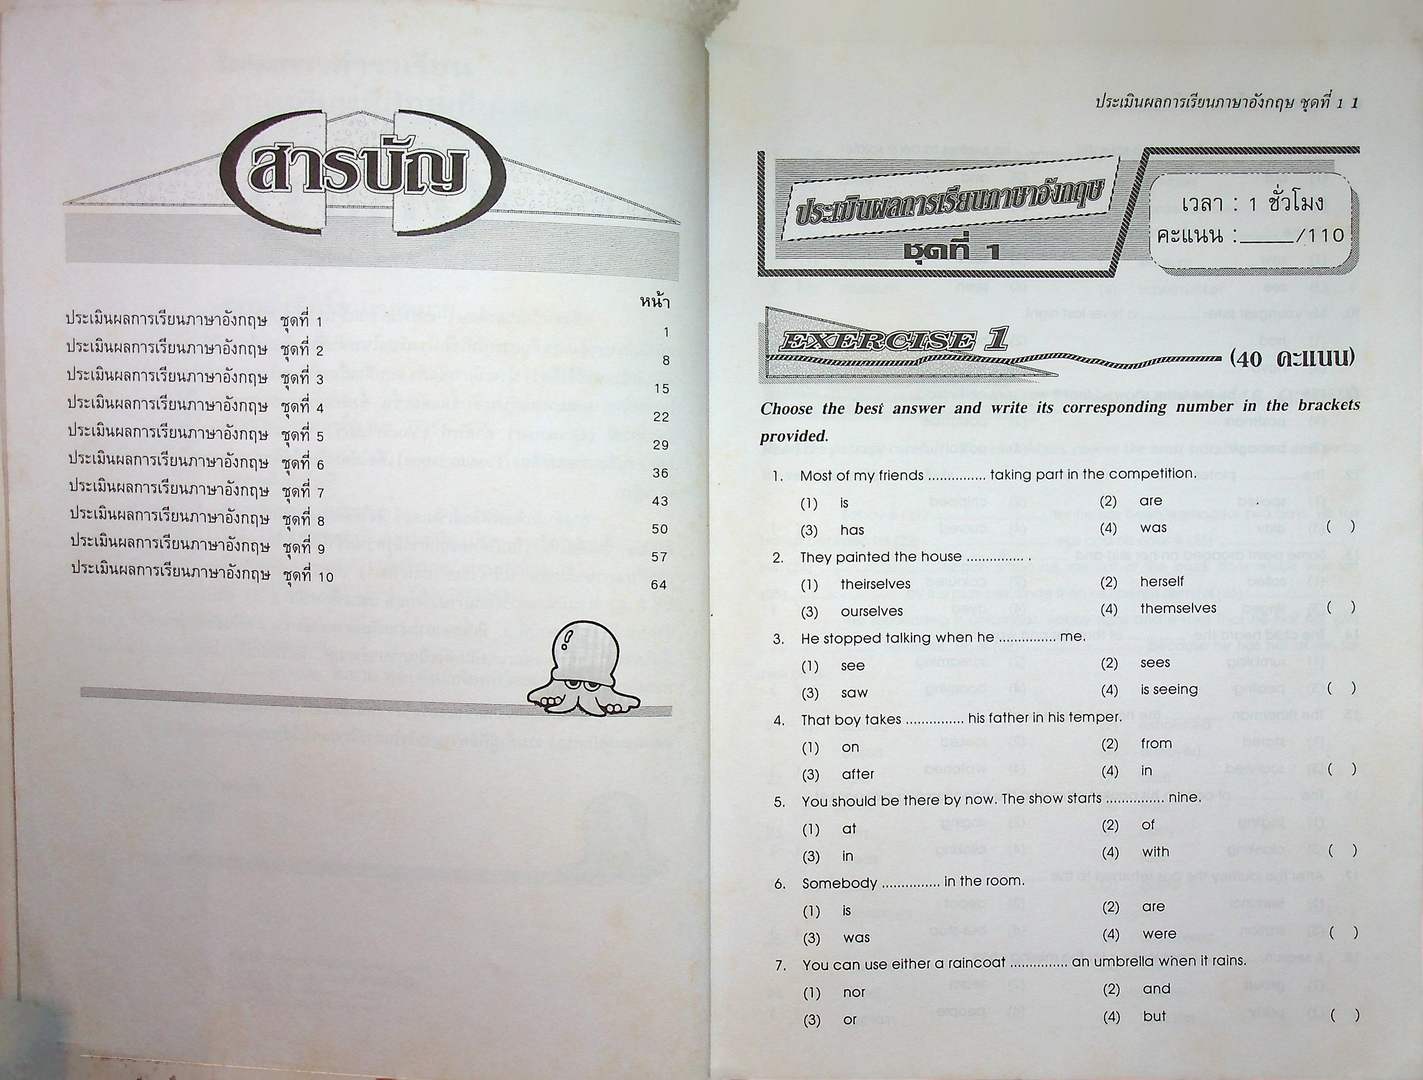 สารบัญ
หน้า
ประเมินผลการเรียนภาษาอังกฤษ ชุดที่ 1 1
ประเมินผลการเรียนภาษาอังกฤษ ชุดที่ 2 8
ประเมินผลการเรียนภาษาอังกฤษ ชุดที่ 3 15
ประเมินผลการเรียนภาษาอังกฤษ ชุดที่ 4 22
ประเมินผลการเรียนภาษาอังกฤษ ชุดที่ 5 29
ประเมินผลการเรียนภาษาอังกฤษ ชุดที่ 6 36
ประเมินผลการเรียนภาษาอังกฤษ ชุดที่ 7 43
ประเมินผลการเรียนภาษาอังกฤษ ชุดที่ 8 50
ประเมินผลการเรียนภาษาอังกฤษ ชุดที่ 9 57
ประเมินผลการเรียนภาษาอังกฤษ ชุดที่ 10 64
ประเมินผลการเรียนภาษาอังกฤษ ชุดที่ 1 1
ประเมินผลการเรียนภาษาอังกฤษ
ชุดที่ 1
เวลา : 1 ชั่วโมง
คะแนน :_____/110
EXERCISE 1 (40 คะแนน)
Choose the best answer and write its corresponding number in the brackets
provided.
1. Most of my friends ............... taking part in the competition.
(1) is (2) are
(3) has (4) was ( )
2. They painted the house ............... .
(1) theirselves (2) herself
(3) ourselves (4) themselves ( )
3. He stopped talking when he ............... me.
(1) see (2) sees
(3) saw (4) is seeing ( )
4. That boy takes ............... his father in his temper.
(1) on (2) from
(3) after (4) in ( )
5. You should be there by now. The show starts ............... nine.
(1) at (2) of
(3) in (4) with ( )
6. Somebody ............... in the room.
(1) is (2) are
(3) was (4) were ( )
7. You can use either a raincoat ............... an umbrella when it rains.
(1) nor (2) and
(3) or (4) but ( )